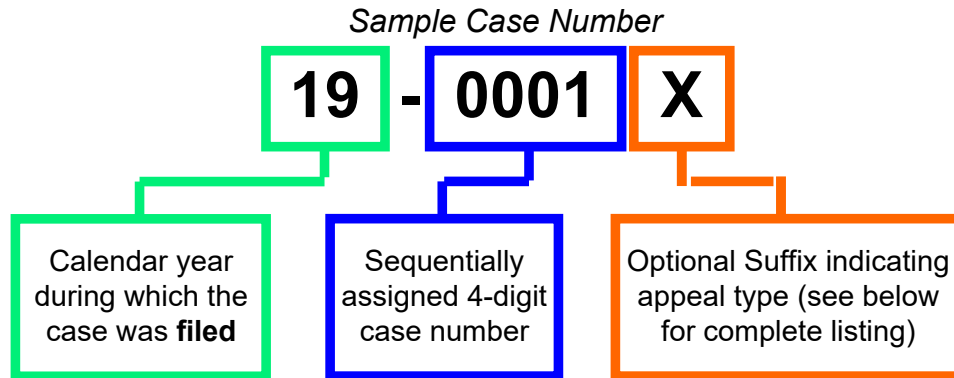 Sample Case Number
19 - 0001 X
Calendar year
during which the
case was filed
Sequentially
assigned 4-digit
case number
Optional Suffix indicating
appeal type (see below
for complete listing)